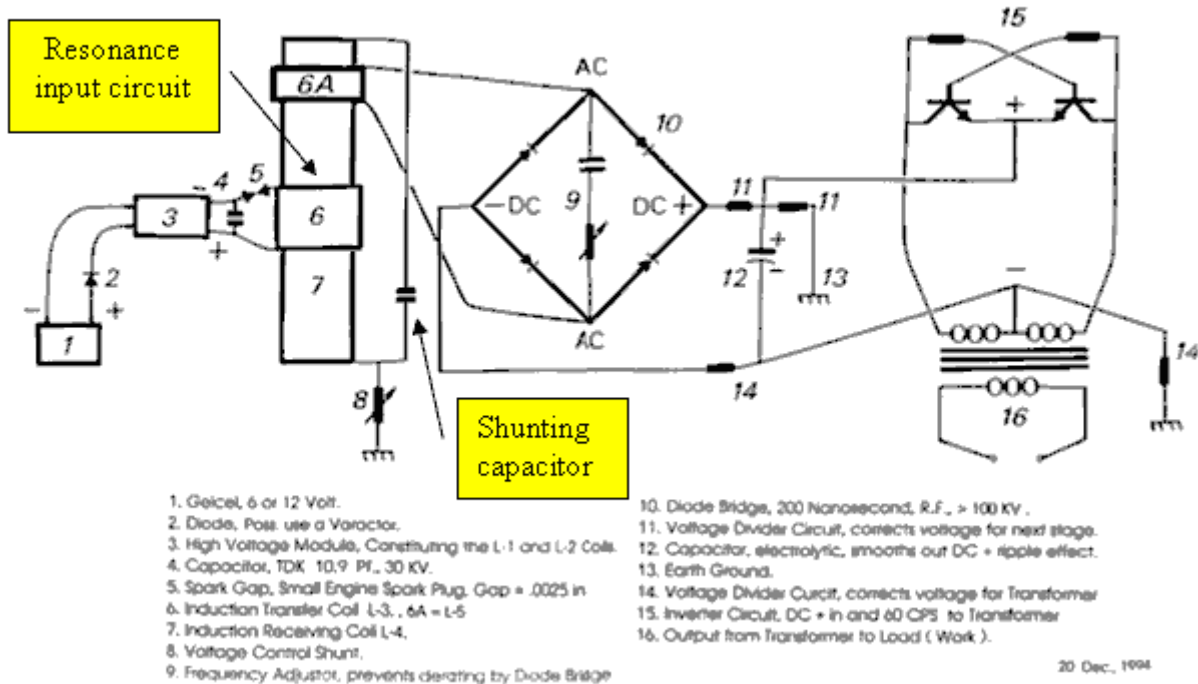 Resonance
input circuit
6A
AC
15
10
5
4
3
6
- DC
9
DC +
11
11
2
7
12
13
1
AC
14
14
8
16
Shunting
capacitor
1. Gelcel, 6 or 12 Volt.
2. Diode, Poss. use a Varactor.
3. High Voltage Module, Constituting the L-1 and L-2 Coils.
4. Capacitor, TDK 10.9 Pf., 30 KV.
5. Spark Gap, Small Engine Spark Plug, Gap = .0025 in
6. Induction Transfer Coil L-3, , 6A = L-5
7. Induction Receiving Coil L-4.
8. Voltage Control Shunt.
9. Frequency Adjustor, prevents derating by Diode Bridge
10. Diode Bridge, 200 Nanosecond, R.F., > 100 KV .
11. Voltage Divider Circuit, corrects voltage for next stage.
12. Capacitor, electrolytic, smooths out DC + ripple effect.
13. Earth Ground.
14. Voltage Divider Curcit, corrects voltage for Transformer
15. Inverter Circuit, DC + in and 60 CPS to Transformer
16. Output from Transformer to Load ( Work ).
20 Dec., 1994